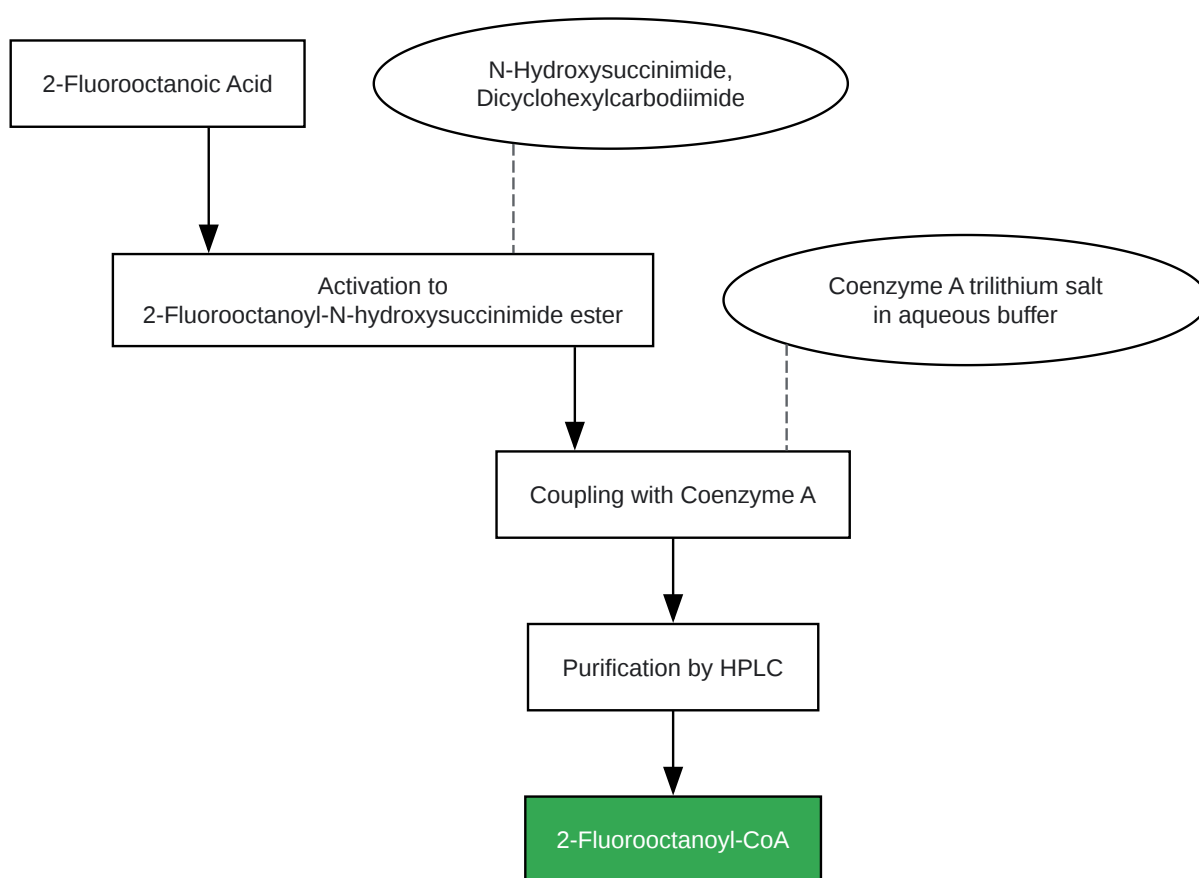 2-Fluorooctanoic Acid
N-Hydroxysuccinimide,
Dicyclohexylcarbodiimide
Activation to
2-Fluorooctanoyl-N-hydroxysuccinimide ester
Coenzyme A trilithium salt
in aqueous buffer
Coupling with Coenzyme A
Purification by HPLC
2-Fluorooctanoyl-CoA